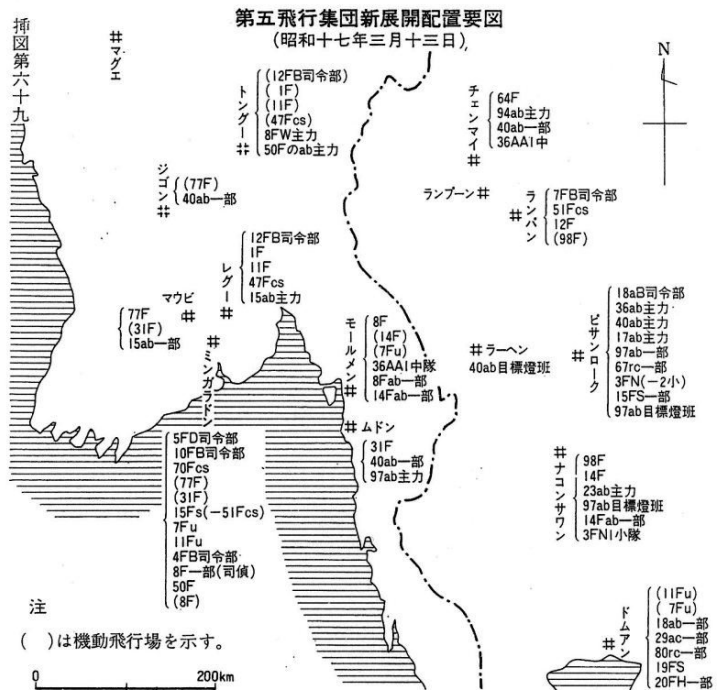 第五飛行集団新展開配置要図
(昭和十七年三月十三日)
挿図第六十九
マグエ
N
トングー
(12FB司令部)
(1F)
(11F)
(47Fcs)
8FW主力
50Fのab主力
チェンマイ
64F
94ab主力
40ab一部
36AA1中
ジゴン
(77F)
40ab一部
ランプーン
ランパン
7FB司令部
51Fcs
12F
(98F)
レグー
12FB司令部
1F
11F
47Fcs
15ab主力
マウビ
77F
(31F)
15ab一部
ミンガラドン
5FD司令部
10FB司令部
70Fcs
(77F)
(31F)
15Fs(-51Fcs)
7Fu
11Fu
4FB司令部
8F一部(司偵)
50F
(8F)
モールメン
8F
(14F)
(7Fu)
36AA1中隊
8Fab一部
14Fab一部
ムドン
31F
40ab一部
97ab主力
ラーヘン
40ab目標燈班
ピサンローク
18aB司令部
36ab主力
40ab主力
17ab主力
97ab一部
67rc一部
3FN(-2小)
15FS一部
97ab目標燈班
ナコンサワン
98F
14F
23ab主力
97ab目標燈班
14Fab一部
3FN1小隊
ドムアン
(11Fu)
(7Fu)
18ab一部
29ac一部
80rc一部
19FS
20FH一部
注
( )は機動飛行場を示す。
0 200km